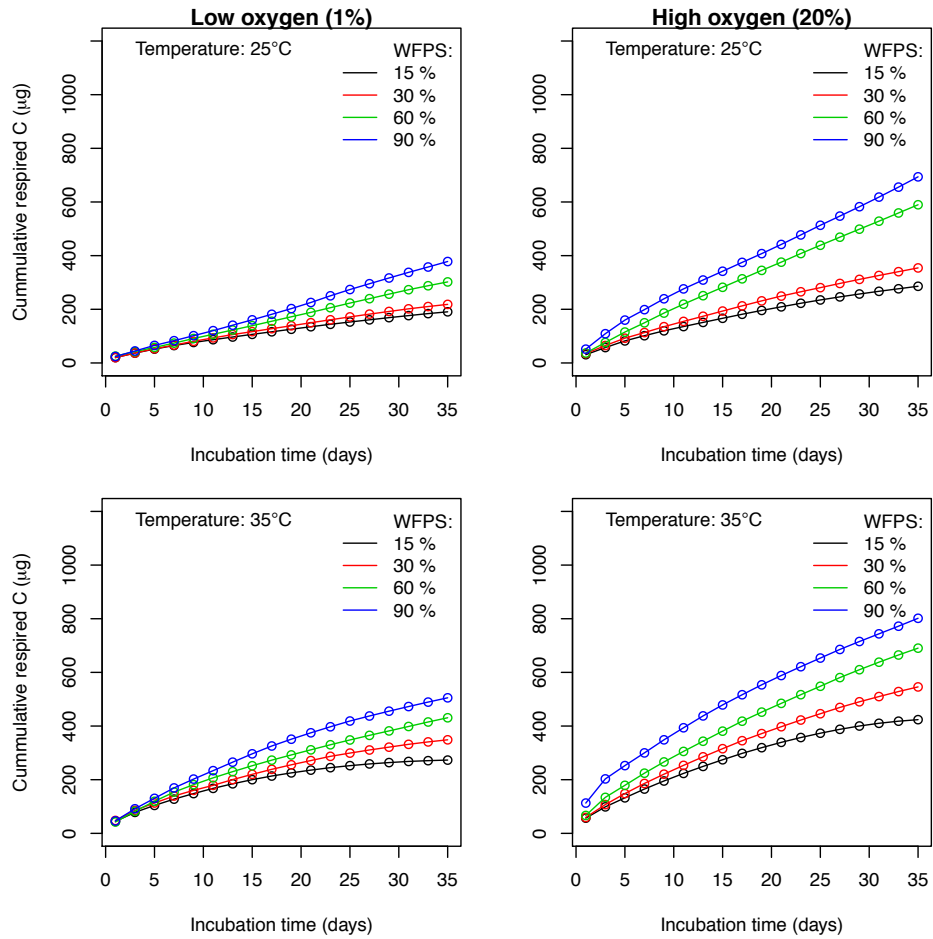 Low oxygen (1%)
Temperature: 25°C
WFPS:
15 %
30 %
60 %
90 %
Cummulative respired C (μg)
0 200 400 600 800 1000
0 5 10 15 20 25 30 35
Incubation time (days)
High oxygen (20%)
Temperature: 25°C
WFPS:
15 %
30 %
60 %
90 %
0 200 400 600 800 1000
0 5 10 15 20 25 30 35
Incubation time (days)
Temperature: 35°C
WFPS:
15 %
30 %
60 %
90 %
Cummulative respired C (μg)
0 200 400 600 800 1000
0 5 10 15 20 25 30 35
Incubation time (days)
Temperature: 35°C
WFPS:
15 %
30 %
60 %
90 %
0 200 400 600 800 1000
0 5 10 15 20 25 30 35
Incubation time (days)